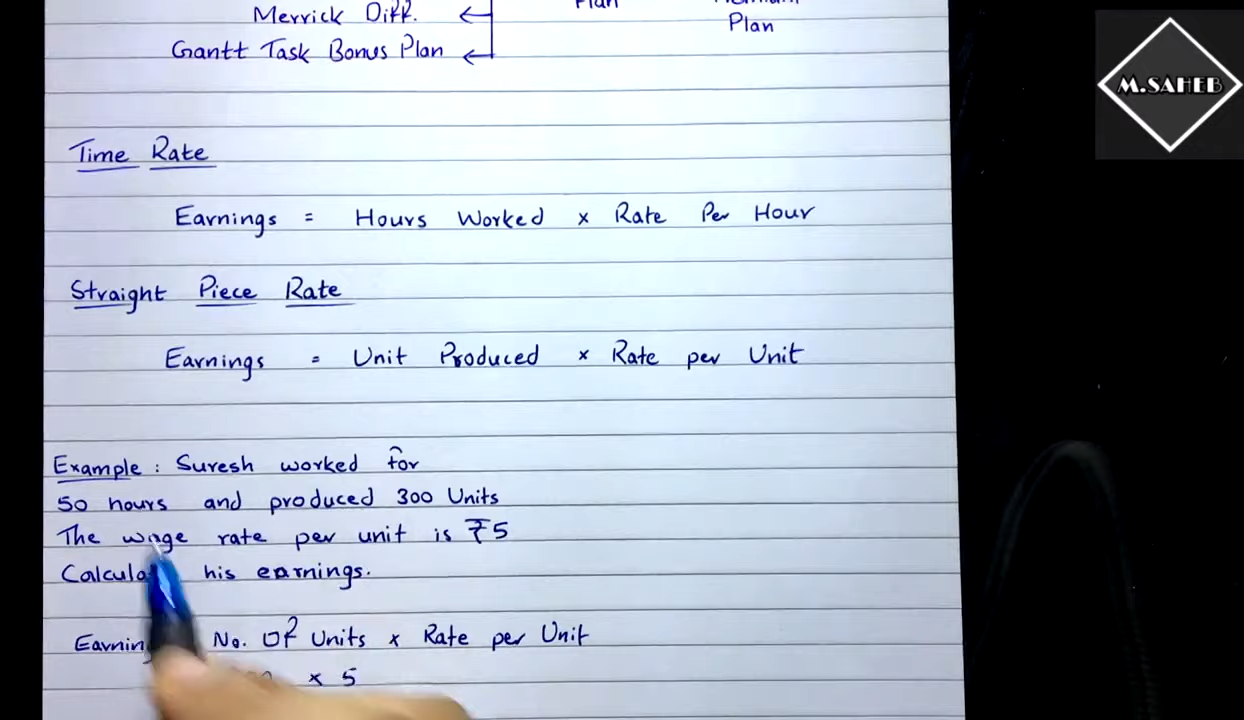 Merrick Diff.
Gantt Task Bonus Plan
Plan
Plan
M.SAHEB
Time Rate
Earnings = Hours Worked × Rate Per Hour
Straight Piece Rate
Earnings = Unit Produced × Rate per Unit
Example: Suresh worked for
50 hours and produced 300 Units
The wage rate per unit is ₹5
his earnings.
No. Of Units × Rate per Unit
× 5